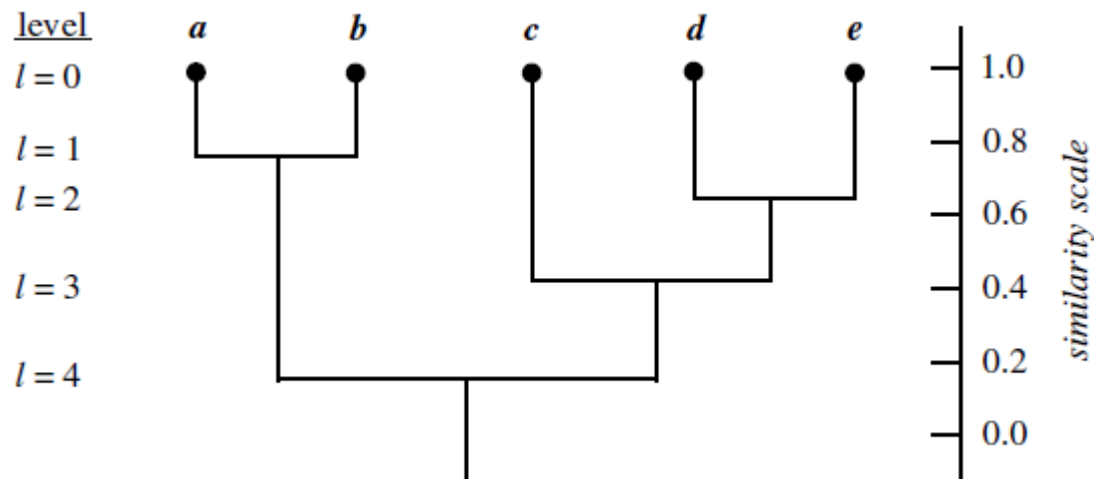 level a b c d e
l = 0 1.0
l = 1 0.8
l = 2 0.6
l = 3 0.4
l = 4 0.2
0.0
similarity scale